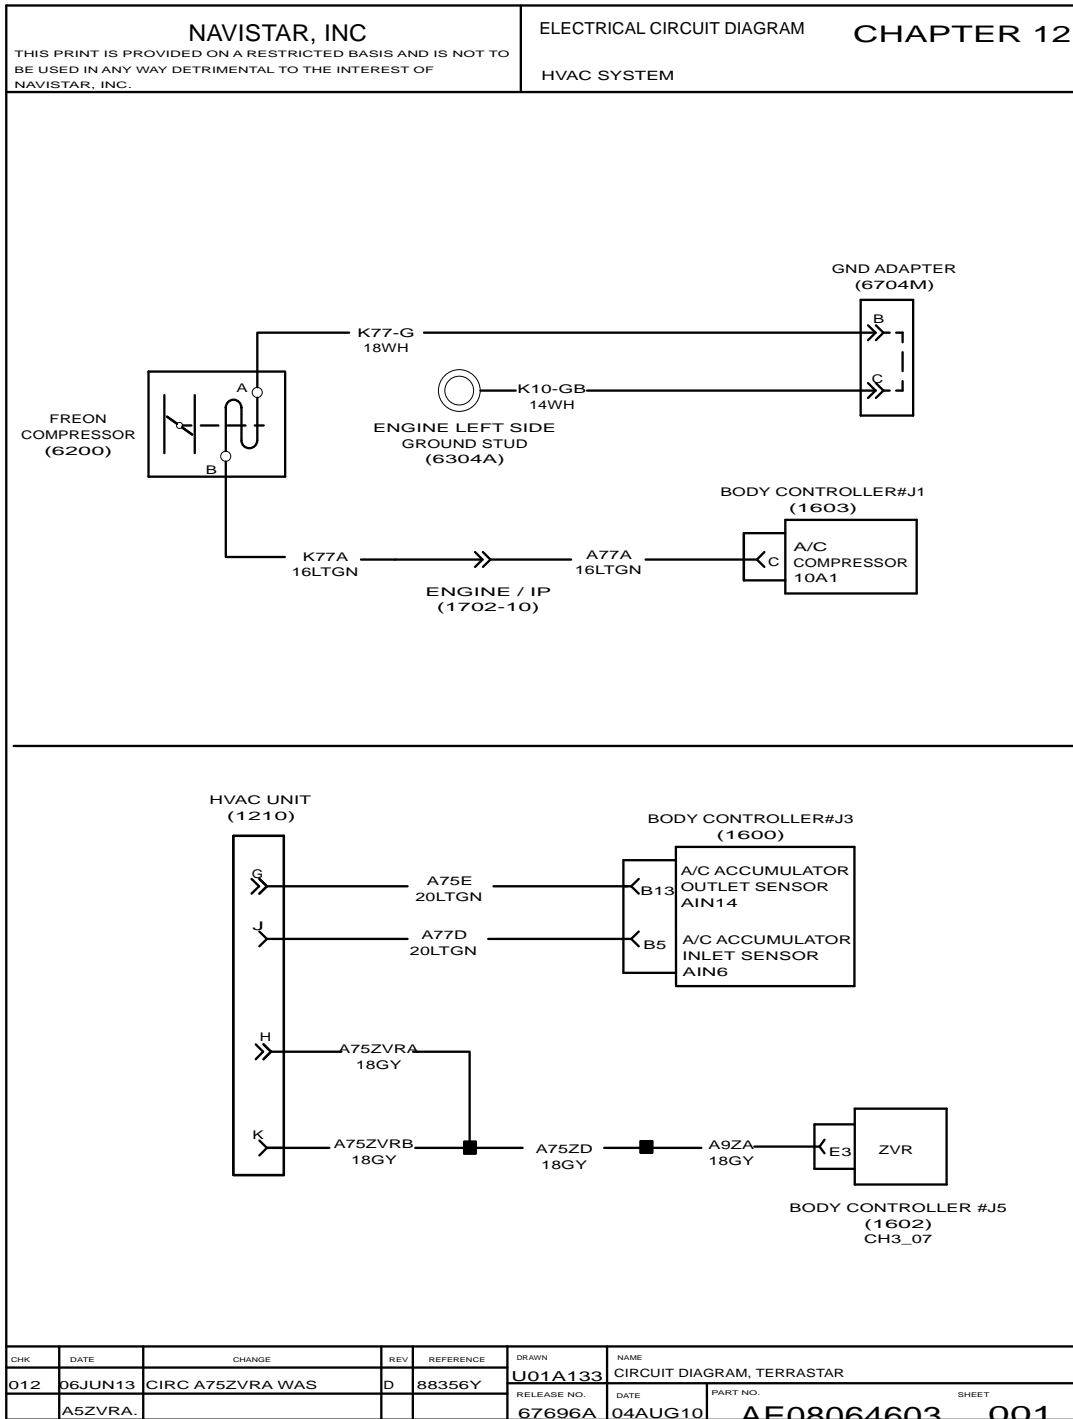 NAVISTAR, INC
THIS PRINT IS PROVIDED ON A RESTRICTED BASIS AND IS NOT TO
BE USED IN ANY WAY DETRIMENTAL TO THE INTEREST OF
NAVISTAR, INC.
ELECTRICAL CIRCUIT DIAGRAM
CHAPTER 12
HVAC SYSTEM
GND ADAPTER
(6704M)
B
K77-G
18WH
C
K10-GB
14WH
A
FREON
COMPRESSOR
(6200)
B
ENGINE LEFT SIDE
GROUND STUD
(6304A)
BODY CONTROLLER#J1
(1603)
K77A
16LTGN
A77A
16LTGN
C
A/C
COMPRESSOR
10A1
ENGINE / IP
(1702-10)
HVAC UNIT
(1210)
BODY CONTROLLER#J3
(1600)
G
A75E
20LTGN
B13
A/C ACCUMULATOR
OUTLET SENSOR
AIN14
J
A77D
20LTGN
B5
A/C ACCUMULATOR
INLET SENSOR
AIN6
H
A75ZVRA
18GY
K
A75ZVRB
18GY
A75ZD
18GY
A9ZA
18GY
E3
ZVR
BODY CONTROLLER #J5
(1602)
CH3_07
CHK DATE CHANGE REV REFERENCE
012 06JUN13 CIRC A75ZVRA WAS D 88356Y
A5ZVRA.
DRAWN
U01A133
NAME
CIRCUIT DIAGRAM, TERRASTAR
RELEASE NO.
67696A
DATE
04AUG10
PART NO.
AE08064603
SHEET
001